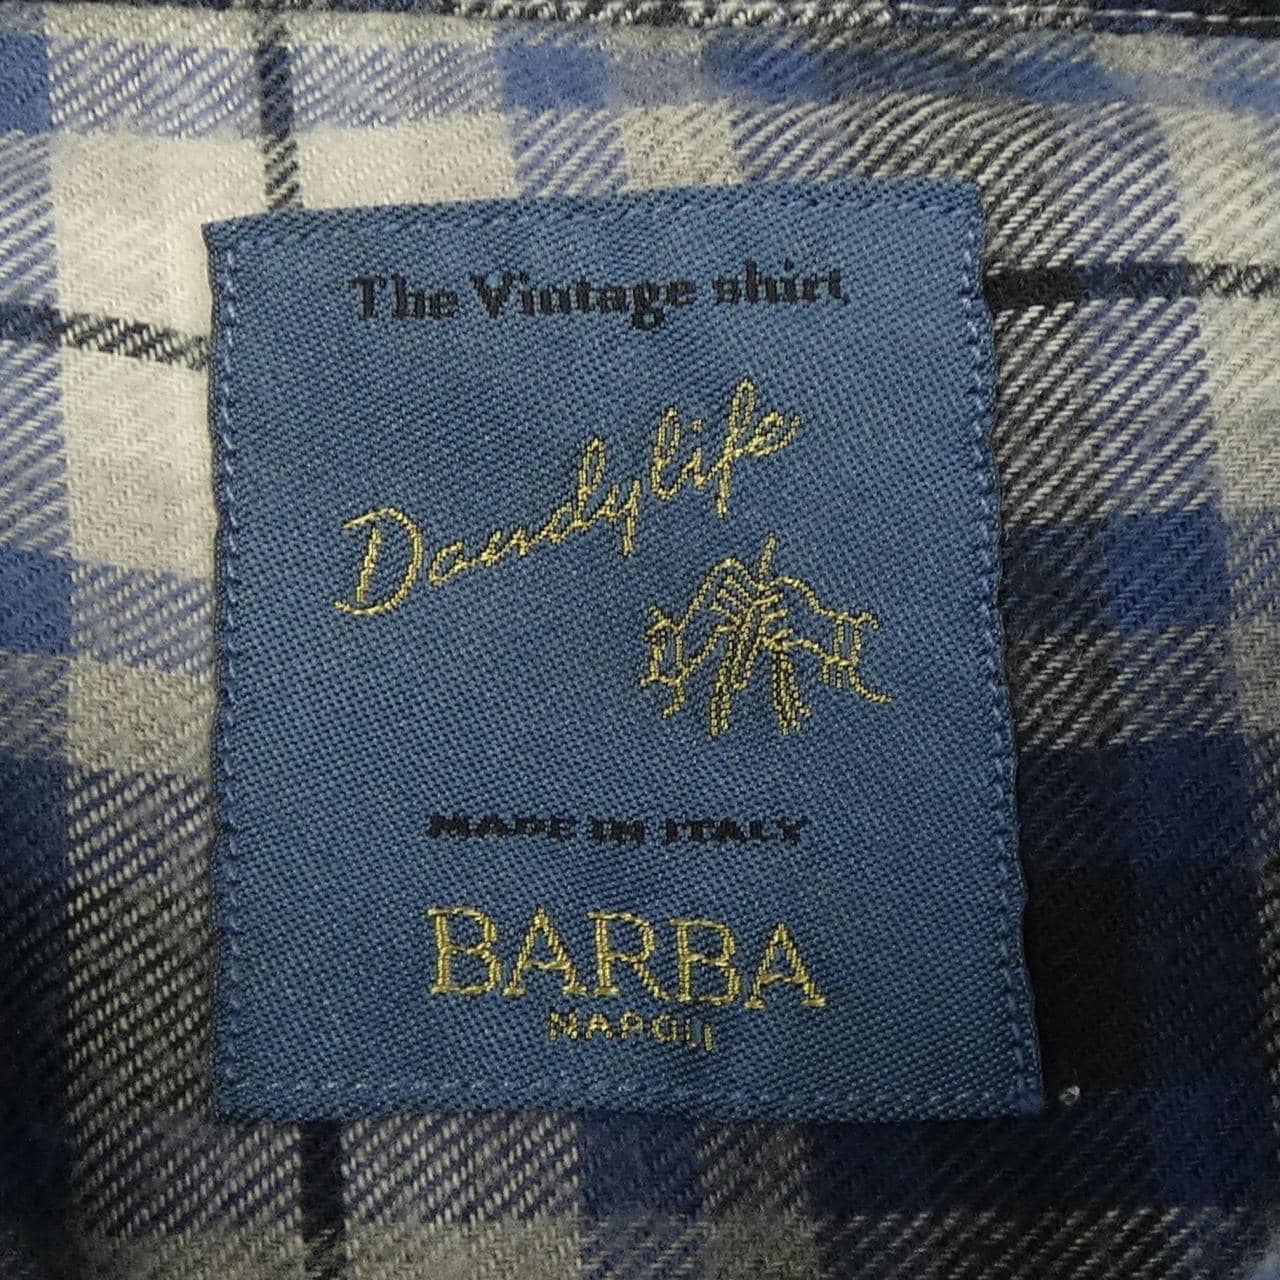 The Vintage shirt
Dandylife
MADE IN ITALY
BARBA
NAPOLI